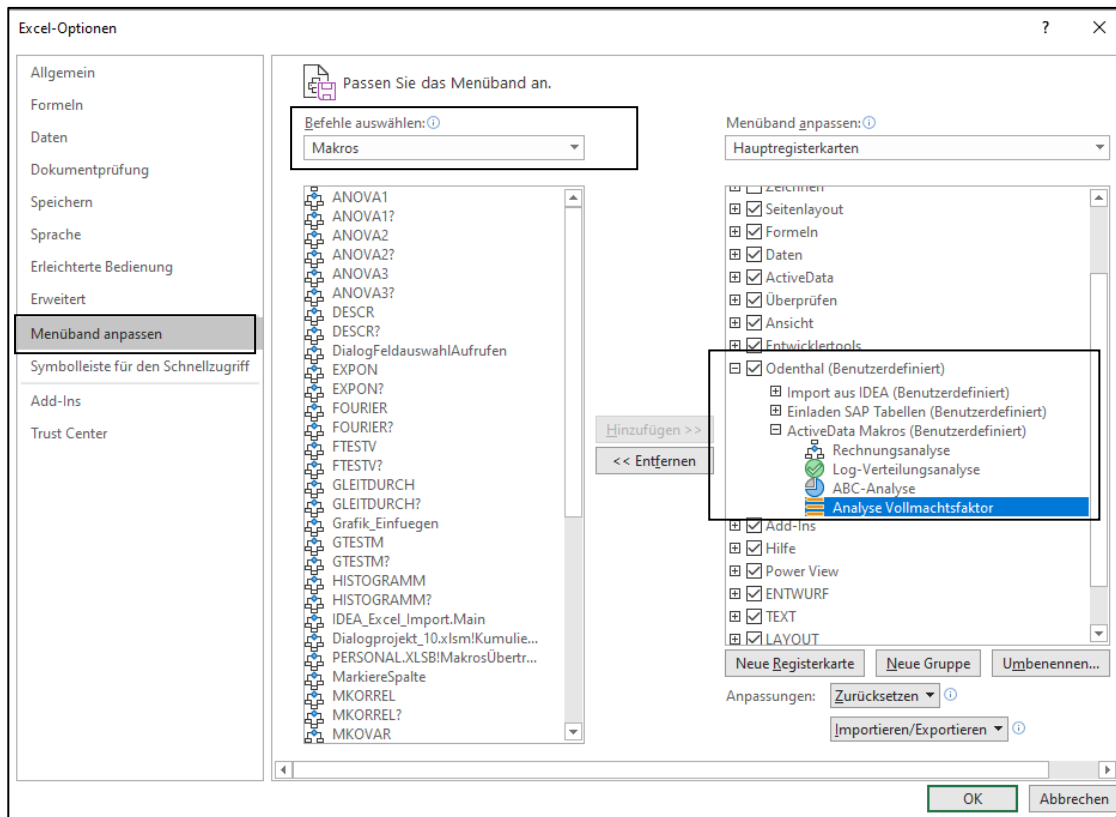 Excel-Optionen
?
Allgemein
Formeln
Daten
Dokumentprüfung
Speichern
Sprache
Erleichterte Bedienung
Erweitert
Menüband anpassen
Symbolleiste für den Schnellzugriff
Add-Ins
Trust Center
Passen Sie das Menüband an.
Befehle auswählen:
Makros
ANOVA1
ANOVA1?
ANOVA2
ANOVA2?
ANOVA3
ANOVA3?
DESCR
DESCR?
DialogFeldauswahlAufrufen
EXPON
EXPON?
FOURIER
FOURIER?
FTESTV
FTESTV?
GLEITDURCH
GLEITDURCH?
Grafik_Einfuegen
GTESTM
GTESTM?
HISTOGRAMM
HISTOGRAMM?
IDEA_Excel_Import.Main
Dialogprojekt_10.xlsm!Kumulie...
PERSONAL.XLSB!MakrosÜbertr...
MarkiereSpalte
MKORREL
MKORREL?
MKOVAR
Hinzufügen >>
<< Entfernen
Menüband anpassen:
Hauptregisterkarten
Zeichnen
Seitenlayout
Formeln
Daten
ActiveData
Überprüfen
Ansicht
Entwicklertools
Odenthal (Benutzerdefiniert)
Import aus IDEA (Benutzerdefiniert)
Einladen SAP Tabellen (Benutzerdefiniert)
ActiveData Makros (Benutzerdefiniert)
Rechnungsanalyse
Log-Verteilungsanalyse
ABC-Analyse
Analyse Vollmachtsfaktor
Add-Ins
Hilfe
Power View
ENTWURF
TEXT
LAYOUT
Neue Registerkarte
Neue Gruppe
Umbenennen...
Anpassungen:
Zurücksetzen
Importieren/Exportieren
OK
Abbrechen